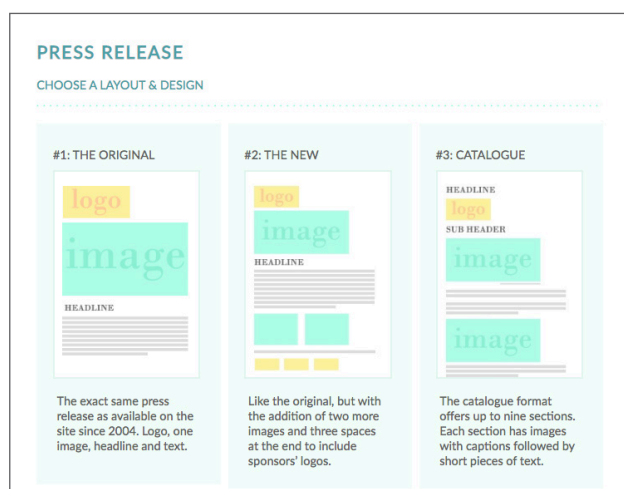 PRESS RELEASE
CHOOSE A LAYOUT & DESIGN
#1: THE ORIGINAL
logo
image
HEADLINE
The exact same press
release as available on the
site since 2004. Logo, one
image, headline and text.
#2: THE NEW
logo
image
HEADLINE
Like the original, but with
the addition of two more
images and three spaces
at the end to include
sponsors' logos.
#3: CATALOGUE
HEADLINE
logo
SUB HEADER
image
image
The catalogue format
offers up to nine sections.
Each section has images
with captions followed by
short pieces of text.